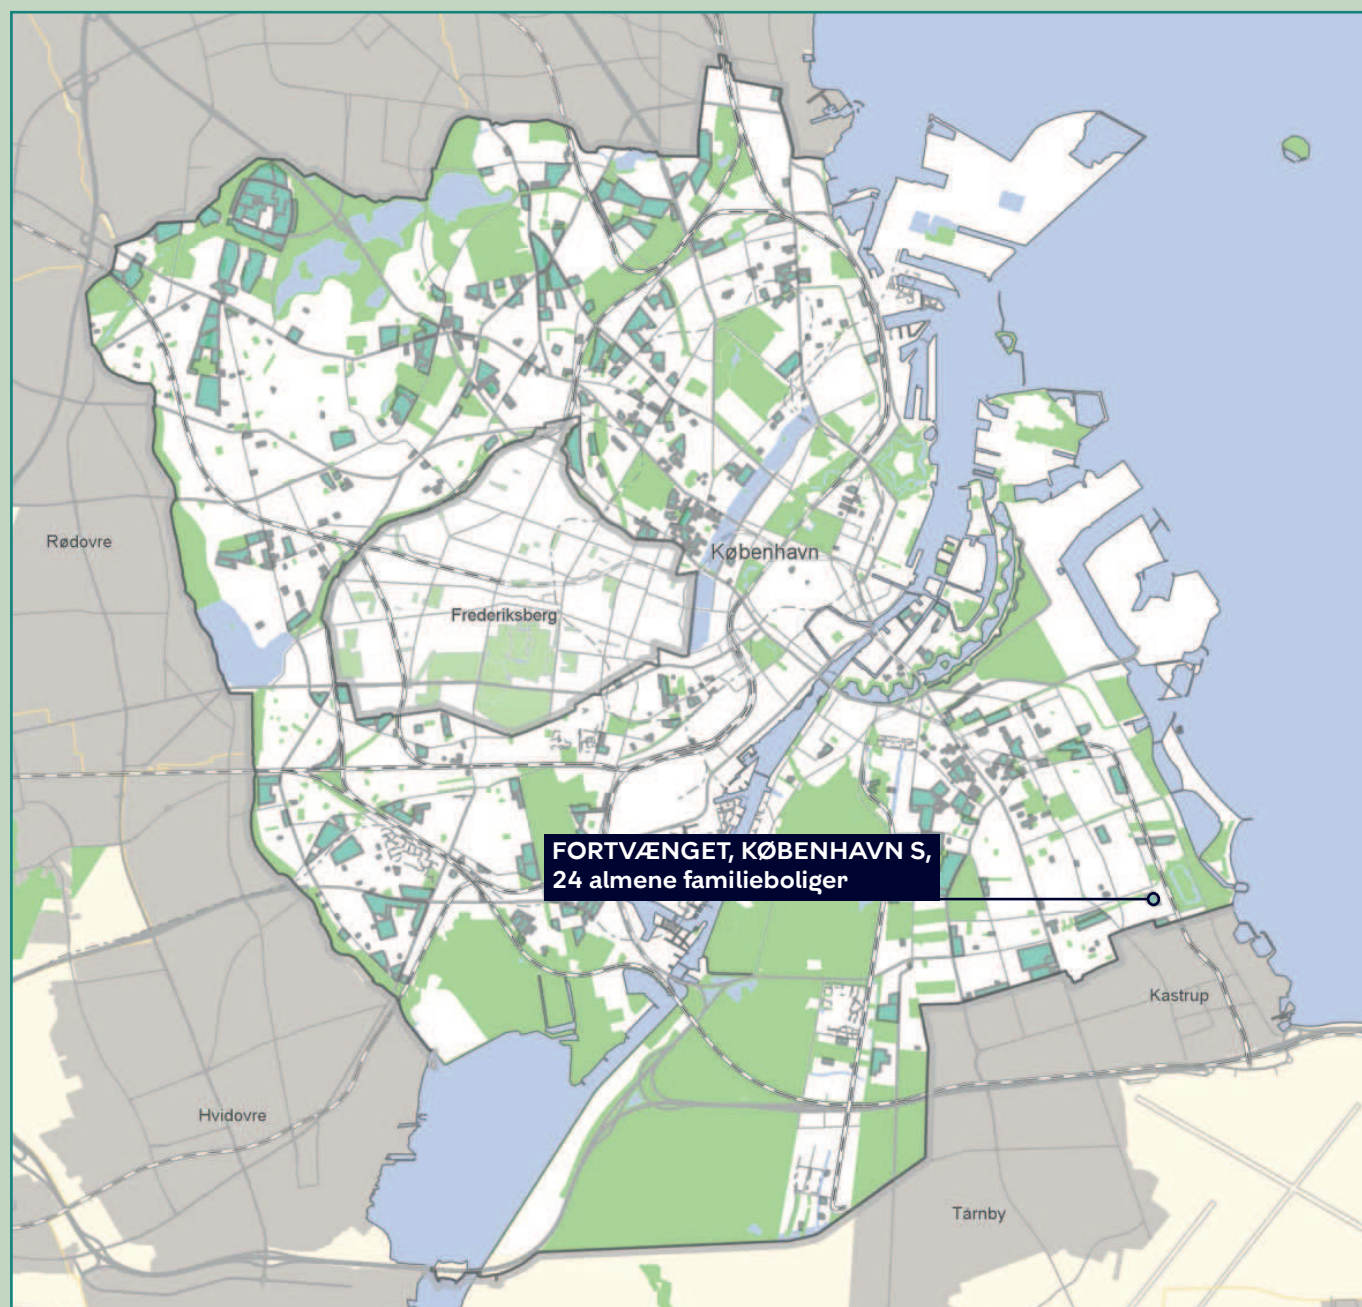 Rødovre
København
Frederiksberg
FORTVÆNGET, KØBENHAVN S,
24 almene familieboliger
Kastrup
Hvidovre
Tårnby